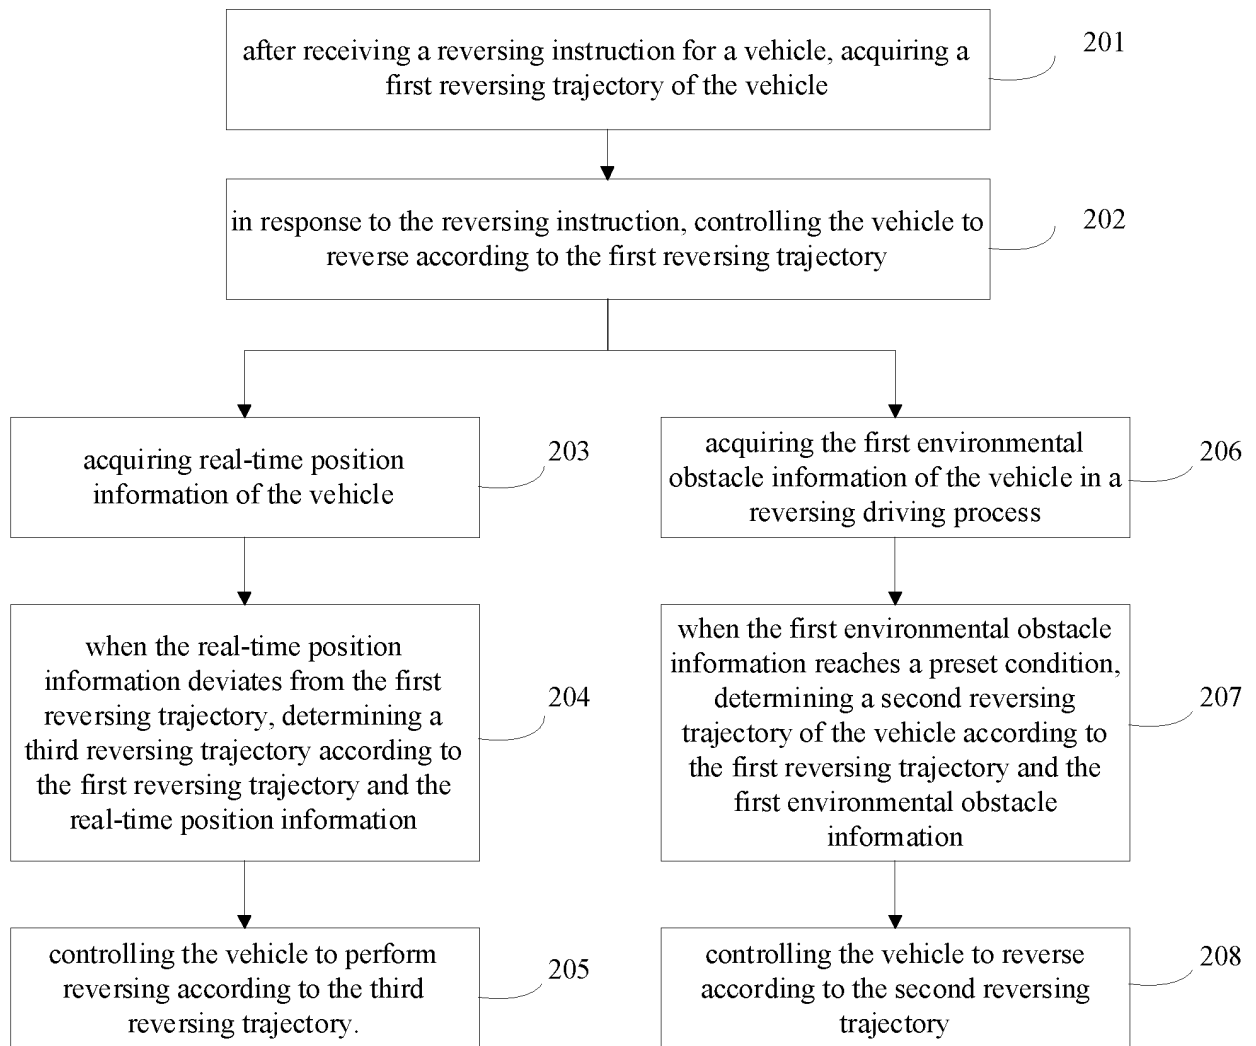 after receiving a reversing instruction for a vehicle, acquiring a
first reversing trajectory of the vehicle
201
in response to the reversing instruction, controlling the vehicle to
reverse according to the first reversing trajectory
202
acquiring real-time position
information of the vehicle
203
acquiring the first environmental
obstacle information of the vehicle in a
reversing driving process
206
when the real-time position
information deviates from the first
reversing trajectory, determining a
third reversing trajectory according to
the first reversing trajectory and the
real-time position information
204
when the first environmental obstacle
information reaches a preset condition,
determining a second reversing
trajectory of the vehicle according to
the first reversing trajectory and the
first environmental obstacle
information
207
controlling the vehicle to perform
reversing according to the third
reversing trajectory.
205
controlling the vehicle to reverse
according to the second reversing
trajectory
208